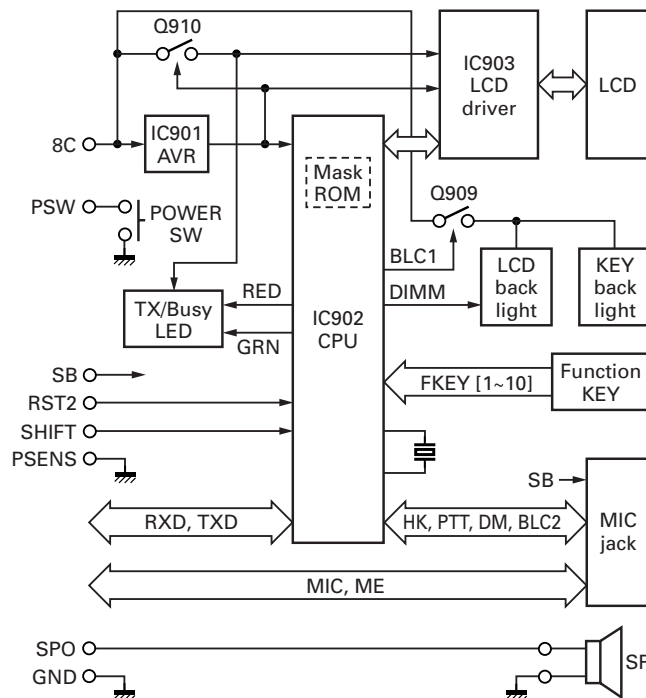 Q910
IC903
LCD
driver
LCD
8C
IC901
AVR
Mask
ROM
Q909
PSW
POWER
SW
BLC1
LCD
back
light
KEY
back
light
RED
DIMM
TX/Busy
LED
IC902
CPU
GRN
SB
FKEY [1~10]
Function
KEY
RST2
SHIFT
PSENS
SB
RXD, TXD
HK, PTT, DM, BLC2
MIC
jack
MIC, ME
SPO
GND